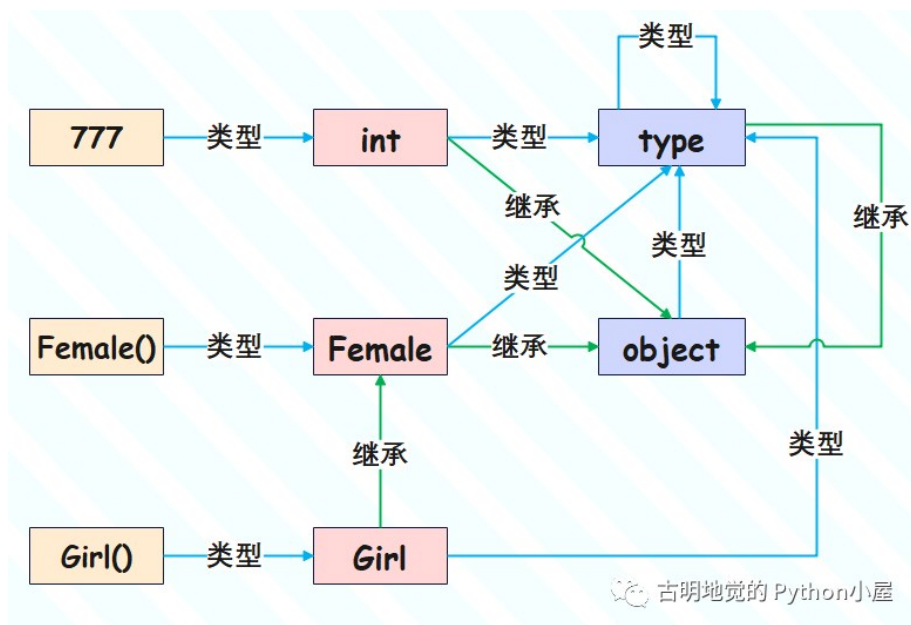 类型
777 类型 int 类型 type
继承 继承
类型
类型
Female() 类型 Female 继承 object
继承 类型
Girl() 类型 Girl
古明地觉的 Python小屋